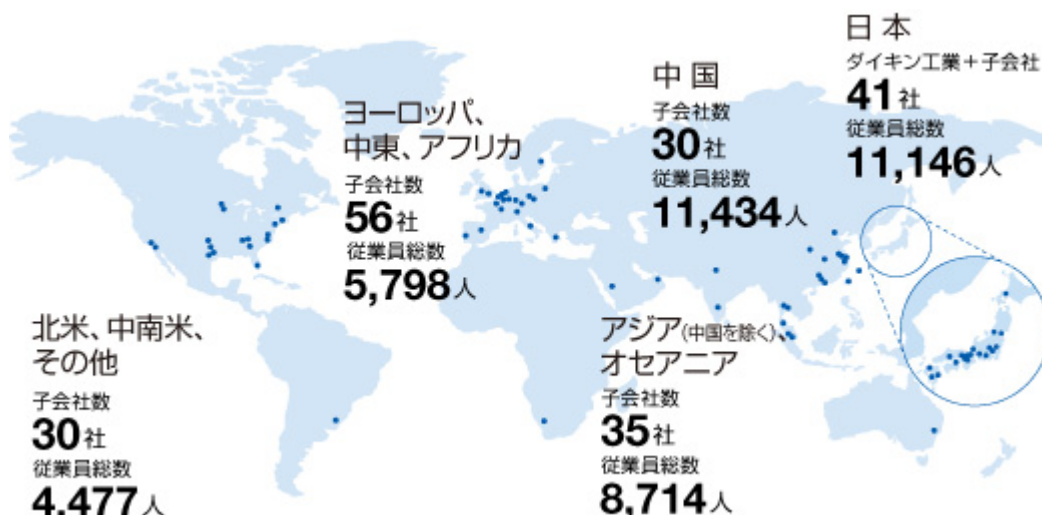 日本
ダイキン工業＋子会社
41社
従業員総数
11,146人
中国
子会社数
30社
従業員総数
11,434人
ヨーロッパ、
中東、アフリカ
子会社数
56社
従業員総数
5,798人
北米、中南米、
その他
子会社数
30社
従業員総数
4,477人
アジア(中国を除く)、
オセアニア
子会社数
35社
従業員総数
8,714人